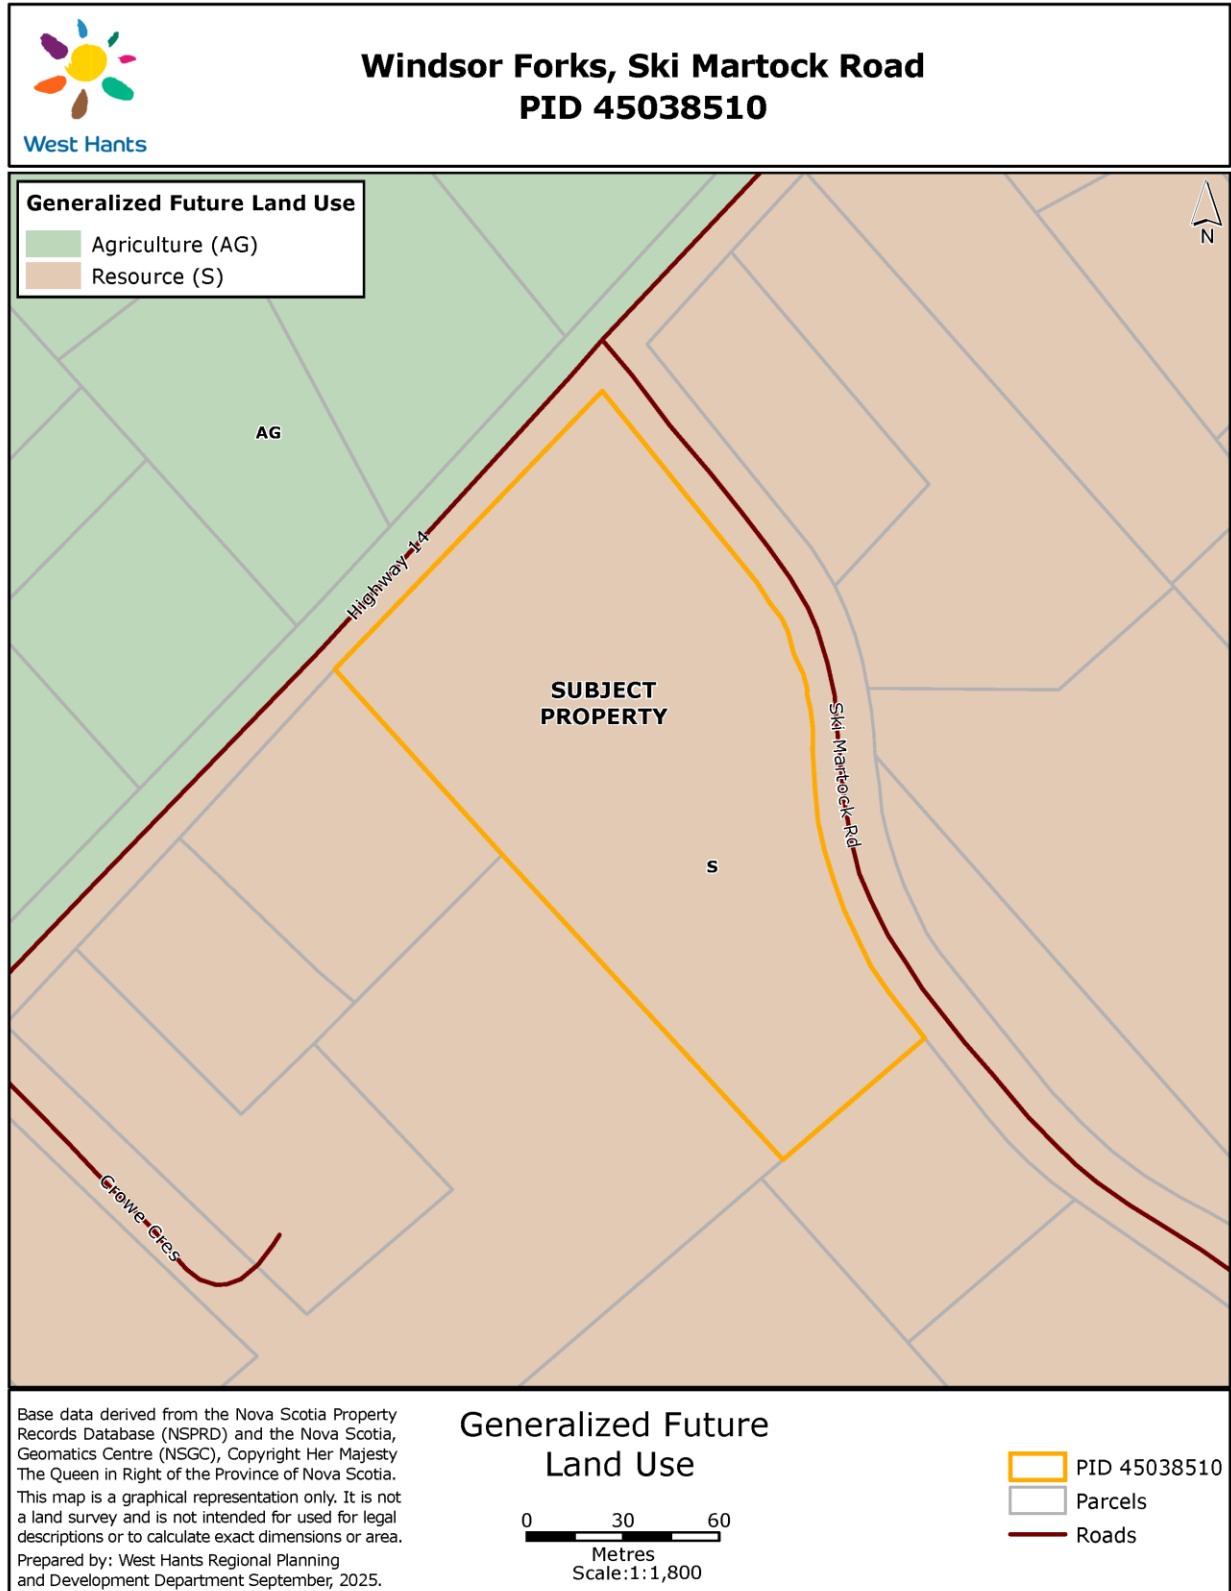 West Hants
Windsor Forks, Ski Martock Road
PID 45038510
Generalized Future Land Use
Agriculture (AG)
Resource (S)
N
AG
Highway 14
SUBJECT
PROPERTY
Ski Martock Rd
S
Crowe Cres
Base data derived from the Nova Scotia Property
Records Database (NSPRD) and the Nova Scotia,
Geomatics Centre (NSGC), Copyright Her Majesty
The Queen in Right of the Province of Nova Scotia.
This map is a graphical representation only. It is not
a land survey and is not intended for used for legal
descriptions or to calculate exact dimensions or area.
Prepared by: West Hants Regional Planning
and Development Department September, 2025.
Generalized Future
Land Use
0 30 60
Metres
Scale:1:1,800
PID 45038510
Parcels
Roads